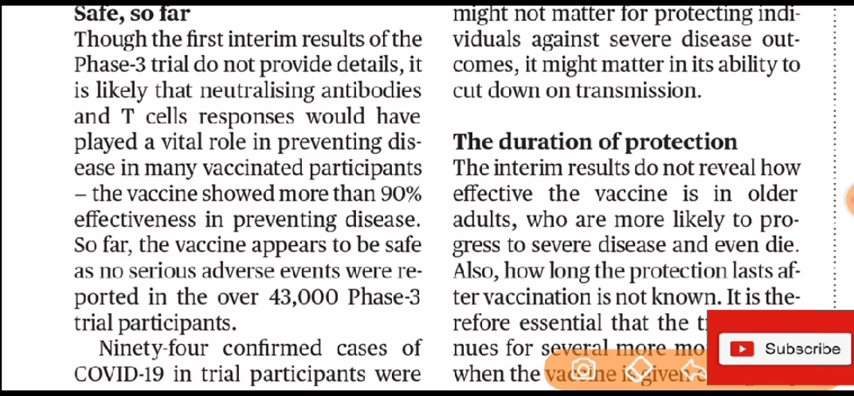 Safe, so far
Though the first interim results of the
Phase-3 trial do not provide details, it
is likely that neutralising antibodies
and T cells responses would have
played a vital role in preventing dis-
ease in many vaccinated participants
– the vaccine showed more than 90%
effectiveness in preventing disease.
So far, the vaccine appears to be safe
as no serious adverse events were re-
ported in the over 43,000 Phase-3
trial participants.
Ninety-four confirmed cases of
COVID-19 in trial participants were
might not matter for protecting indi-
viduals against severe disease out-
comes, it might matter in its ability to
cut down on transmission.
The duration of protection
The interim results do not reveal how
effective the vaccine is in older
adults, who are more likely to pro-
gress to severe disease and even die.
Also, how long the protection lasts af-
ter vaccination is not known. It is the-
refore essential that the
nues for several more
when the vaccine is given
Subscribe